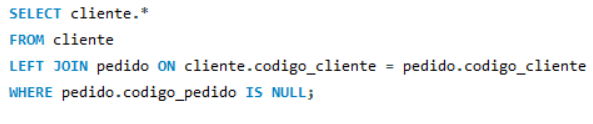 SELECT cliente.*
FROM cliente
LEFT JOIN pedido ON cliente.codigo_cliente = pedido.codigo_cliente
WHERE pedido.codigo_pedido IS NULL;